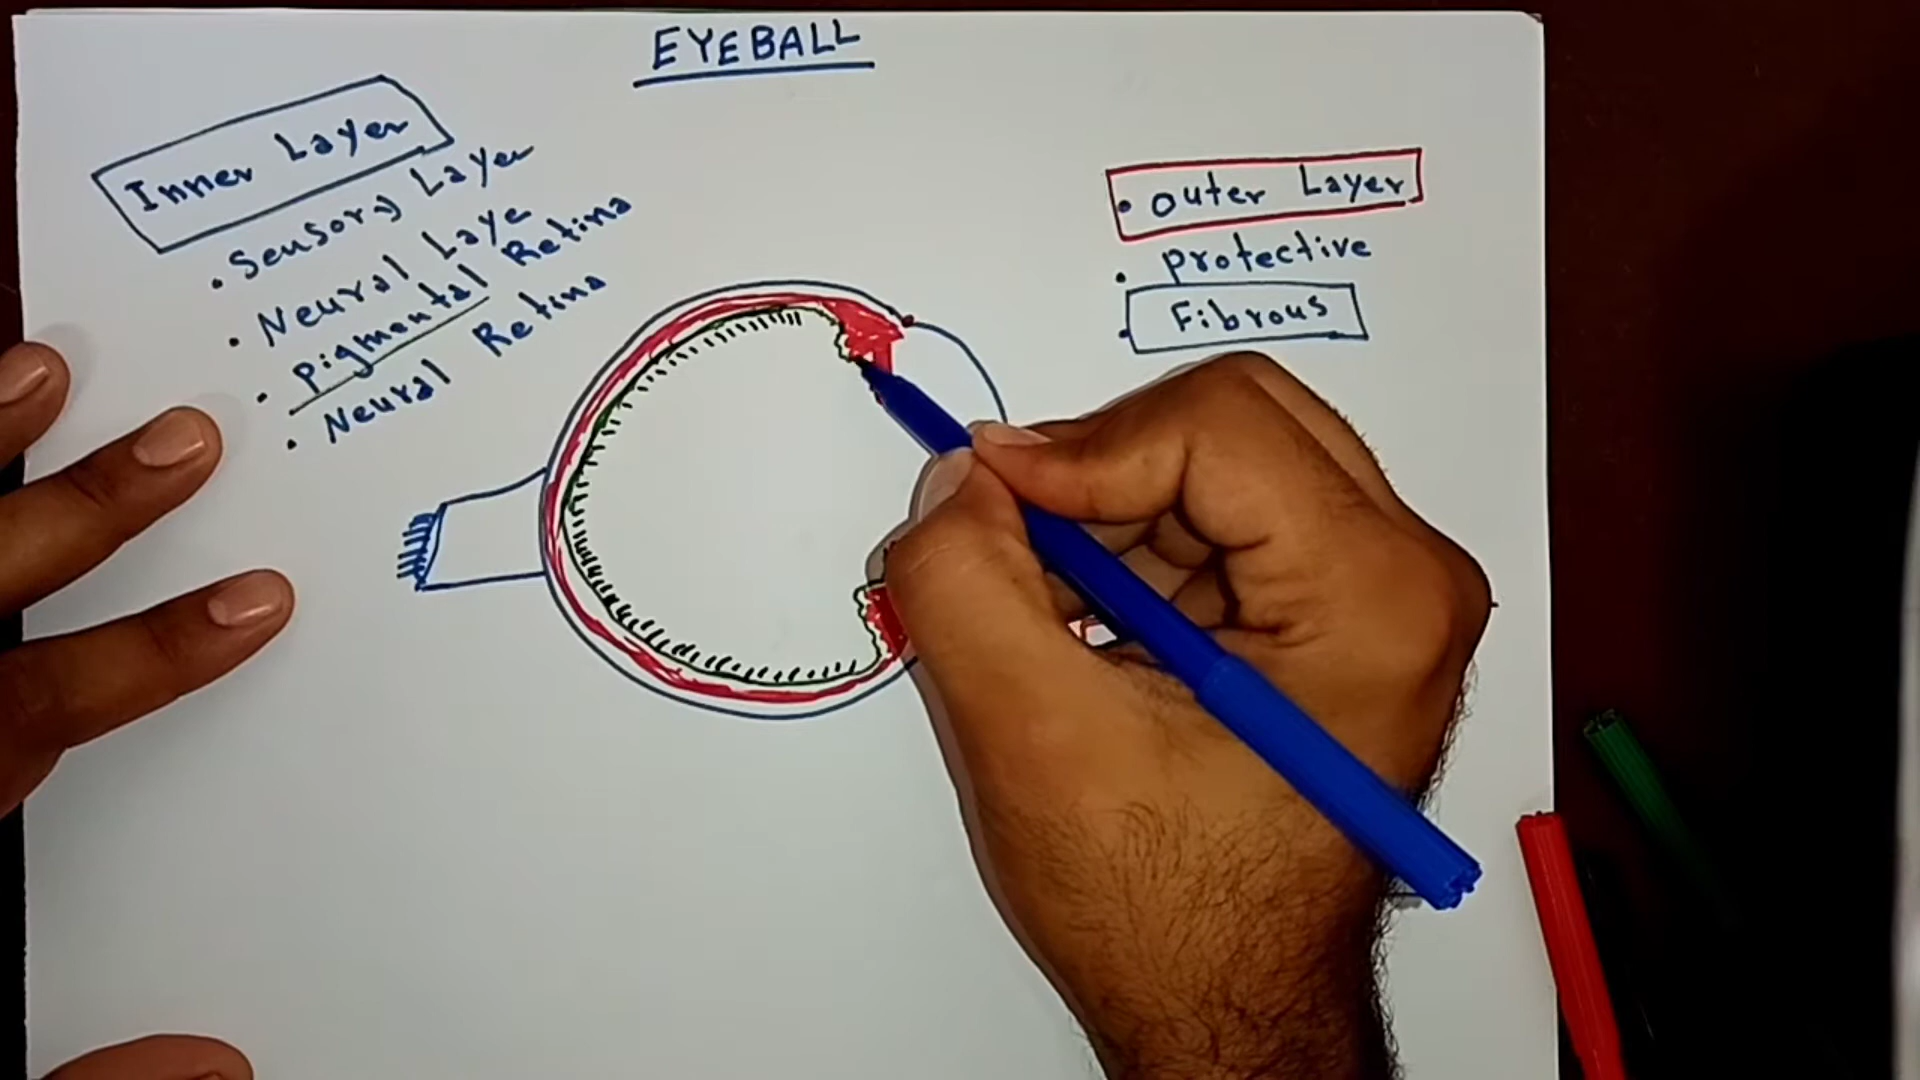 EYEBALL
Inner Layer
• Sensory Layer
• Neural Laye
• Pigmental Retina
• Neural Retina
• Outer Layer
• Protective
• Fibrous